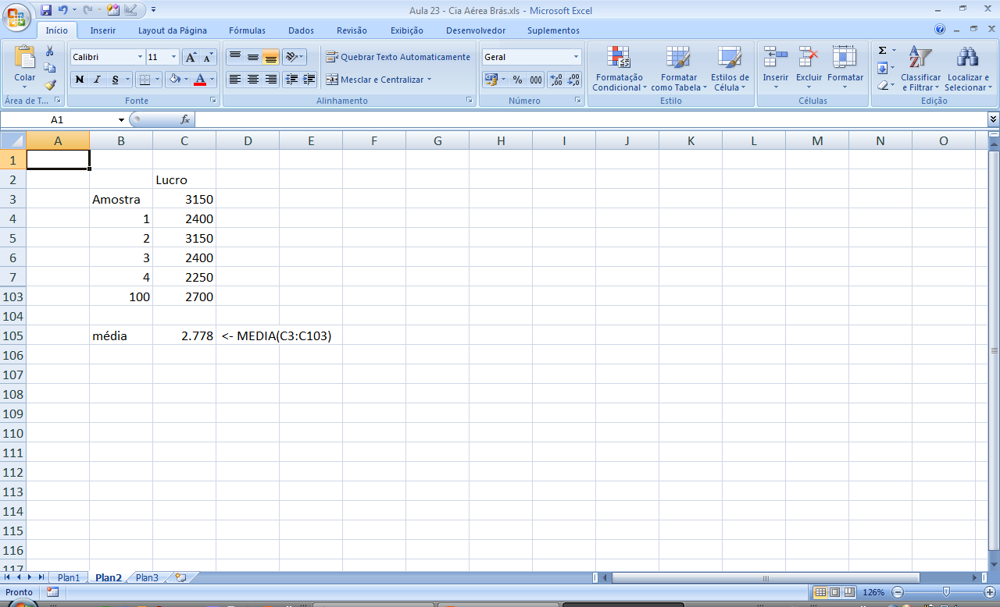 Aula 23 - Cia Aérea Brás.xls - Microsoft Excel
Início Inserir Layout da Página Fórmulas Dados Revisão Exibição Desenvolvedor Suplementos
Colar
Área de T...
Calibri 11
N I S
Fonte
Quebrar Texto Automaticamente
Mesclar e Centralizar
Alinhamento
Geral
% 000
Número
Formatação Condicional
Formatar como Tabela
Estilos de Célula
Estilo
Inserir Excluir Formatar
Células
Σ
Classificar e Filtrar
Localizar e Selecionar
Edição
A1 fx
A B C D E F G H I J K L M N O
1
2 Lucro
3 Amostra 3150
4 1 2400
5 2 3150
6 3 2400
7 4 2250
103 100 2700
104
105 média 2.778 <- MEDIA(C3:C103)
106
107
108
109
110
111
112
113
114
115
116
117
Plan1 Plan2 Plan3
Pronto 126%